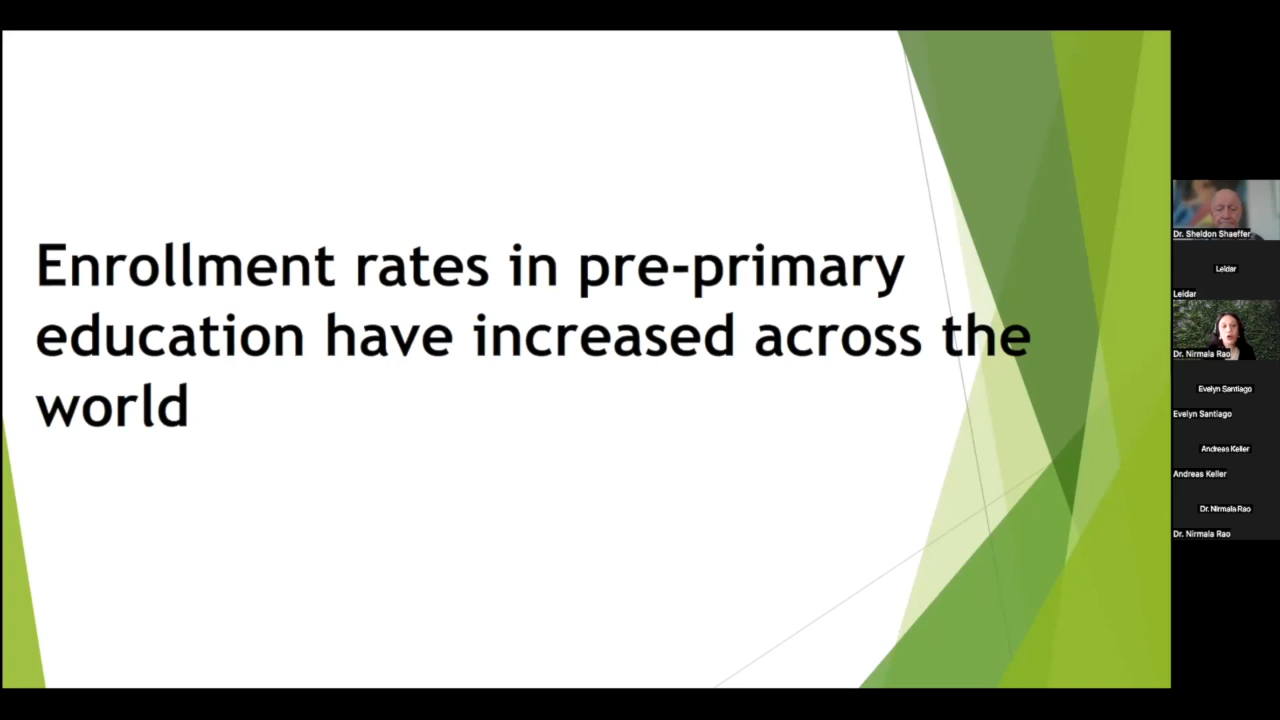 Enrollment rates in pre-primary
education have increased across the
world
Dr. Sheldon Shaeffer
Leidar
Leidar
Dr. Nirmala Rao
Evelyn Santiago
Evelyn Santiago
Andreas Keller
Andreas Keller
Dr. Nirmala Rao
Dr. Nirmala Rao